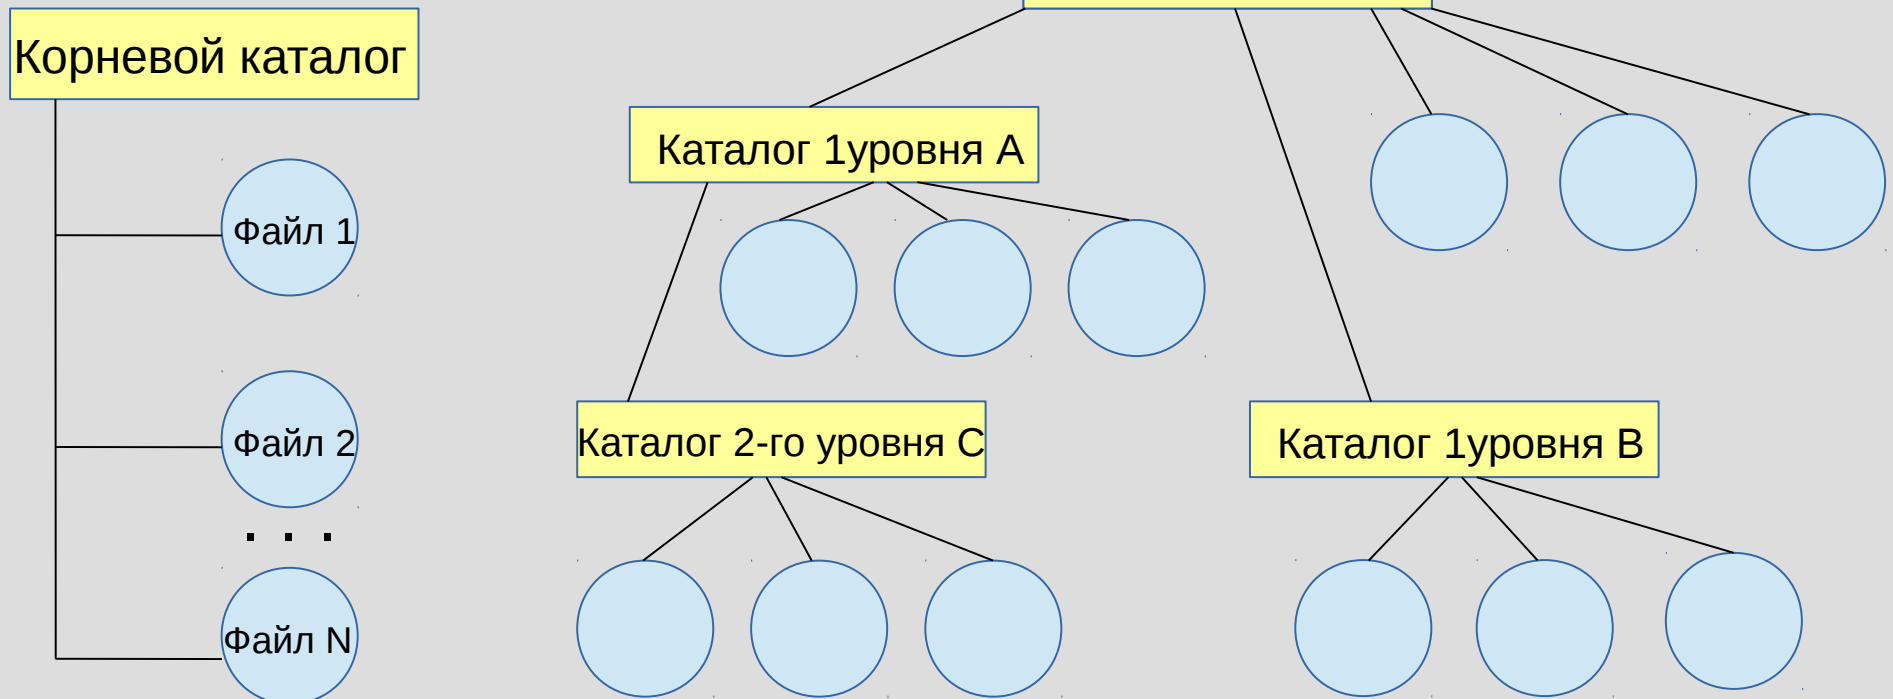 Корневой каталог
Файл 1
Файл 2
. . .
Файл N
Каталог 1уровня А
Каталог 2-го уровня С
Каталог 1уровня В